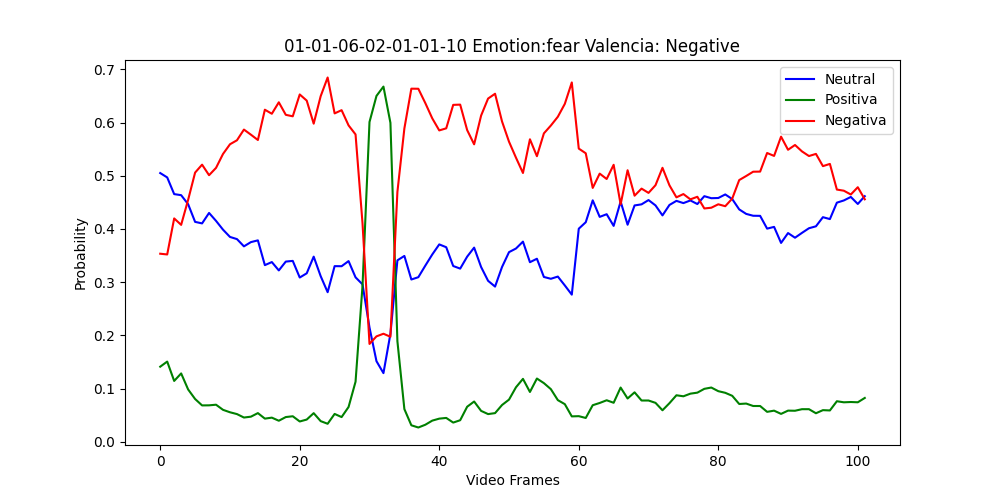 01-01-06-02-01-01-10 Emotion:fear Valencia: Negative
Neutral
Positiva
Negativa
Probability
0.7
0.6
0.5
0.4
0.3
0.2
0.1
0.0
0 20 40 60 80 100
Video Frames